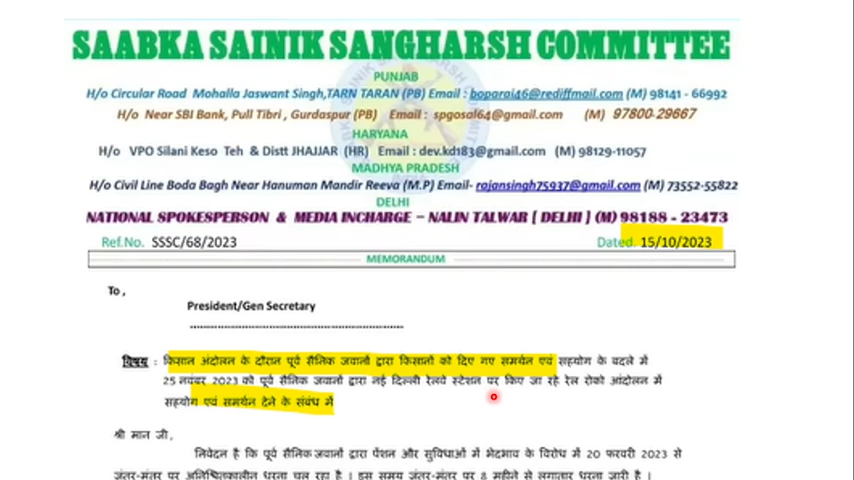 SAABKA SAINIK SANGHARSH COMMITTEE
PUNJAB
H/o Circular Road Mohalla Jaswant Singh,TARN TARAN (PB) Email : boparai46@rediffmail.com (M) 98141 - 66992
H/o Near SBI Bank, Pull Tibri , Gurdaspur (PB) Email : spgosal64@gmail.com (M) 97800-29667
HARYANA
H/o VPO Silani Keso Teh & Distt JHAJJAR (HR) Email : dev.kd183@gmail.com (M) 98129-11057
MADHYA PRADESH
H/o Civil Line Boda Bagh Near Hanuman Mandir Reeva (M.P) Email- rajansingh75937@gmail.com (M) 73552-55822
DELHI
NATIONAL SPOKESPERSON & MEDIA INCHARGE – NALIN TALWAR [ DELHI ] (M) 98188 - 23473
Ref.No. SSSC/68/2023 Dated. 15/10/2023
MEMORANDUM
To ,
President/Gen Secretary
विषय : किसान अंदोलन के दौरान पूर्व सैनिक जवानों द्वारा किसानों को दिए गए समर्थन एवं सहयोग के बदले में
25 नवंबर 2023 को पूर्व सैनिक जवानों द्वारा नई दिल्ली रेलवे स्टेशन पर किए जा रहे रेल रोको आंदोलन में
सहयोग एवं समर्थन देने के संबंध में
श्री मान जी,
निवेदन है कि पूर्व सैनिक जवानों द्वारा पेंशन और सुविधाओं में भेदभाव के विरोध में 20 फरवरी 2023 से
जंतर-मंतर पर अनिश्चितकालीन धरना चल रहा है । इस समय जंतर-मंतर पर 8 महीने से लगातार धरना जारी है ।